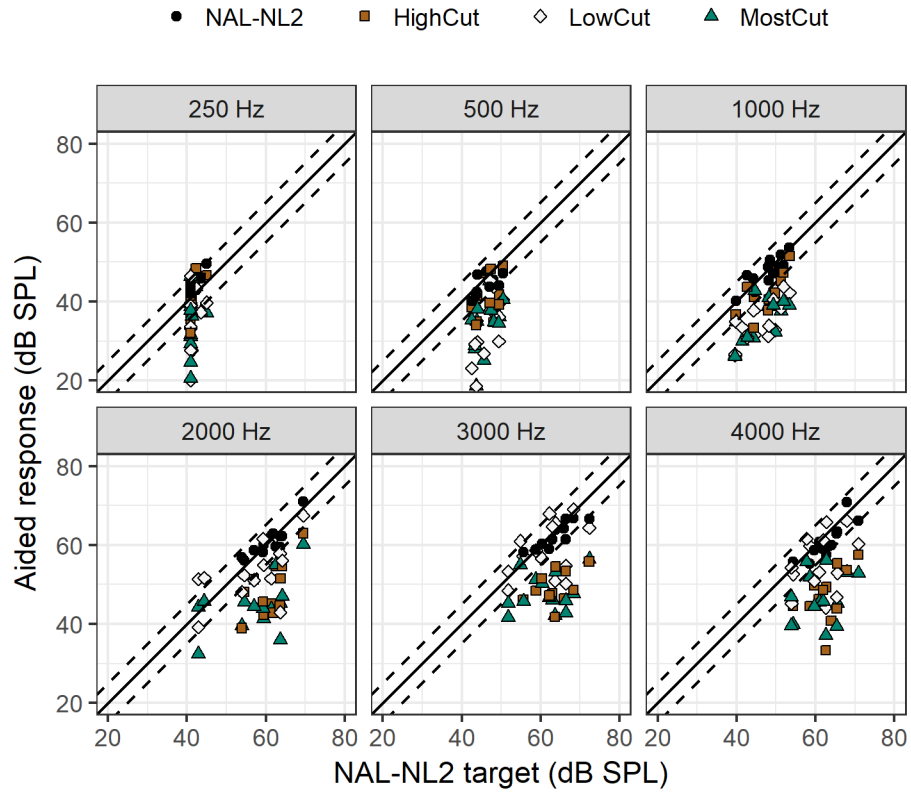 NAL-NL2 HighCut LowCut MostCut
250 Hz 500 Hz 1000 Hz
80
60
40
20
2000 Hz 3000 Hz 4000 Hz
80
60
40
20
20 40 60 80 20 40 60 80 20 40 60 80
Aided response (dB SPL)
NAL-NL2 target (dB SPL)